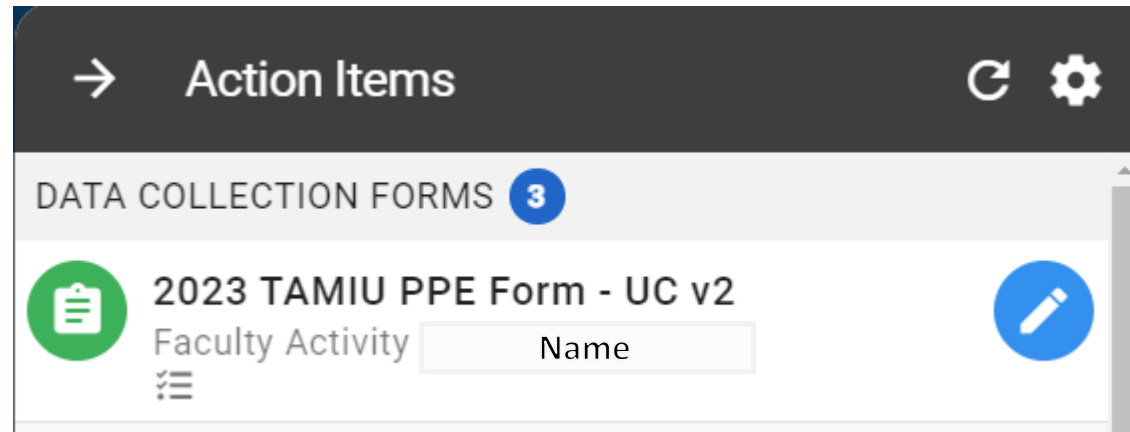 Action Items
DATA COLLECTION FORMS 3
2023 TAMIU PPE Form - UC v2
Faculty Activity Name